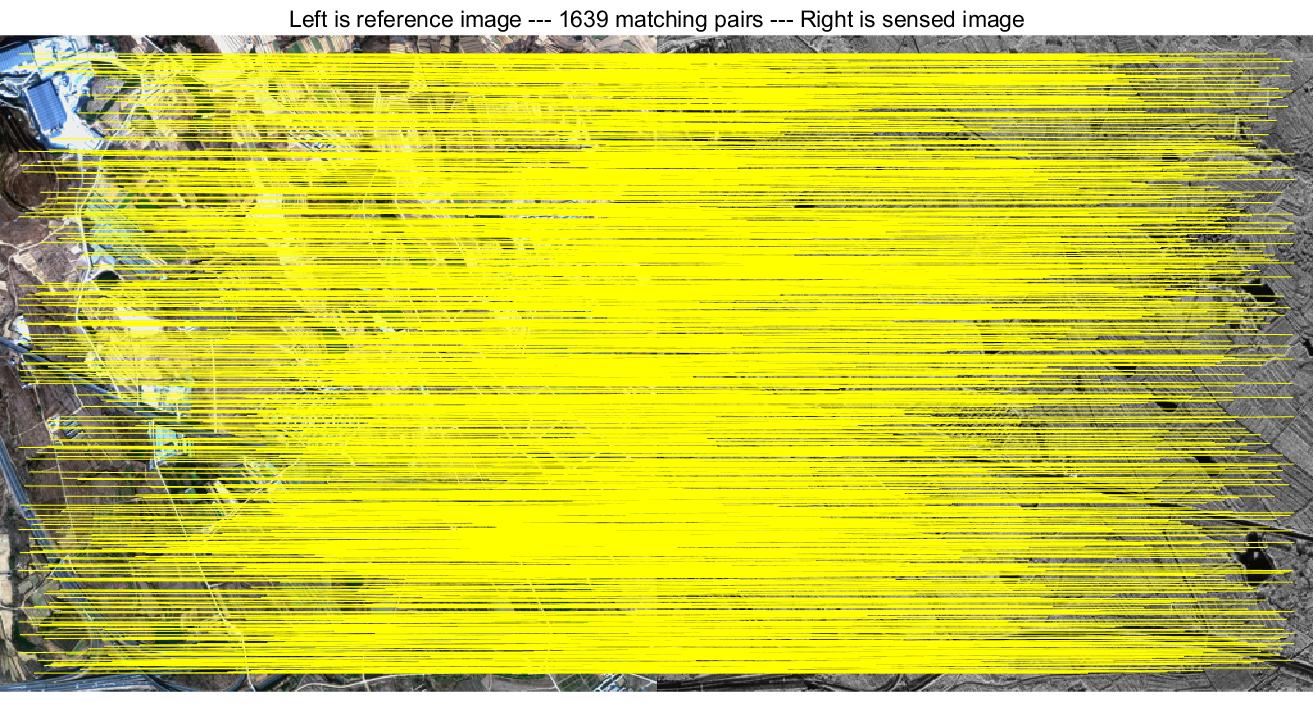 Left is reference image --- 1639 matching pairs --- Right is sensed image